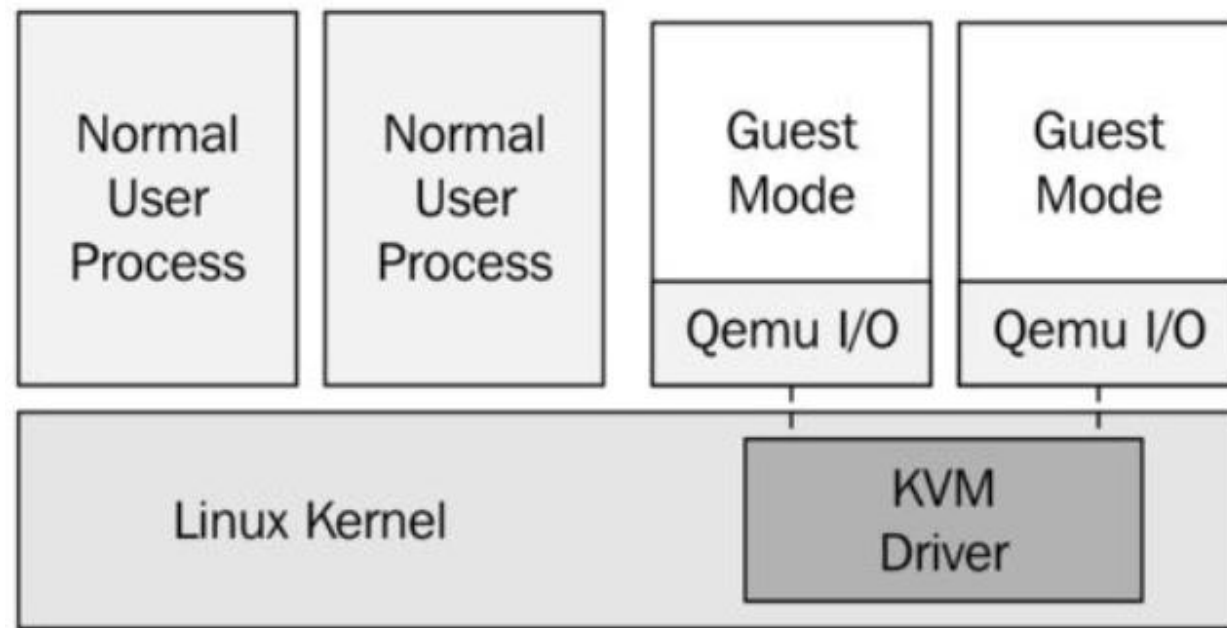 Normal
User
Process
Normal
User
Process
Guest
Mode
Guest
Mode
Qemu I/O
Qemu I/O
Linux Kernel
KVM
Driver